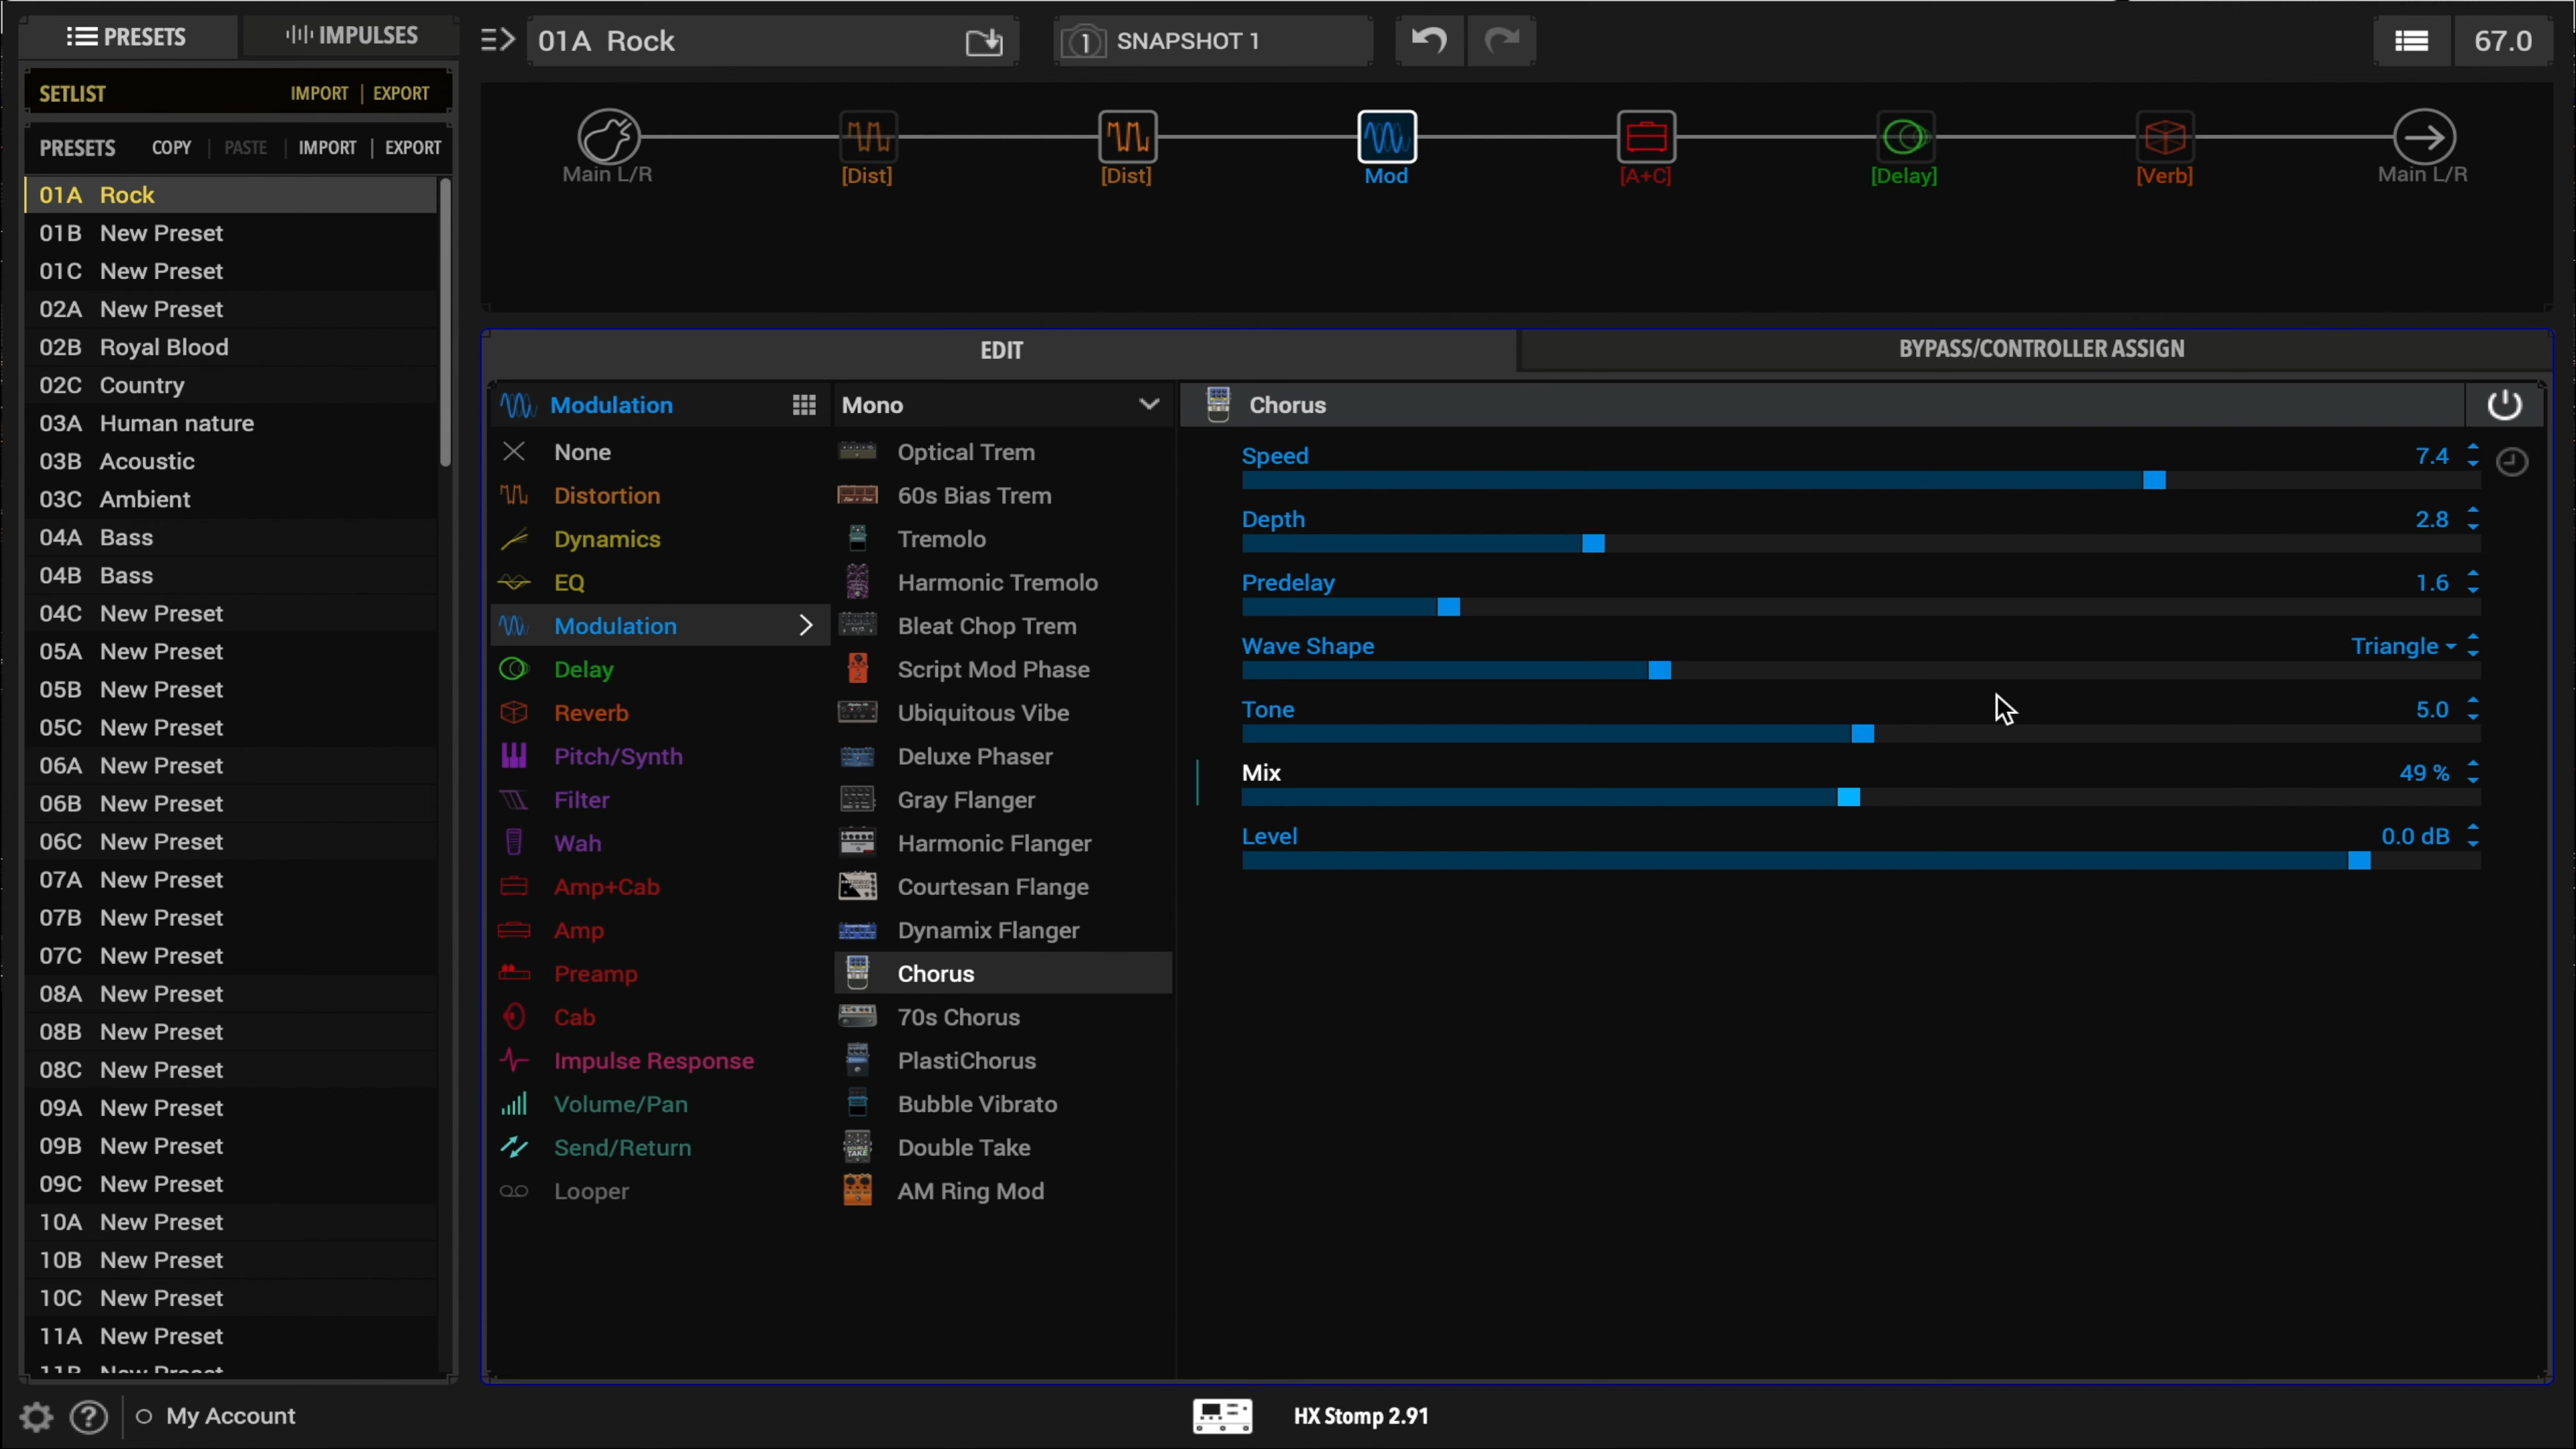 PRESETS
IMPULSES
01A Rock
1 SNAPSHOT 1
67.0
SETLIST IMPORT | EXPORT
PRESETS COPY | PASTE | IMPORT | EXPORT
01A Rock
01B New Preset
01C New Preset
02A New Preset
02B Royal Blood
02C Country
03A Human nature
03B Acoustic
03C Ambient
04A Bass
04B Bass
04C New Preset
05A New Preset
05B New Preset
05C New Preset
06A New Preset
06B New Preset
06C New Preset
07A New Preset
07B New Preset
07C New Preset
08A New Preset
08B New Preset
08C New Preset
09A New Preset
09B New Preset
09C New Preset
10A New Preset
10B New Preset
10C New Preset
11A New Preset
11B New Preset
Main L/R
[Dist]
[Dist]
Mod
[A+C]
[Delay]
[Verb]
Main L/R
EDIT
BYPASS/CONTROLLER ASSIGN
Modulation
None
Distortion
Dynamics
EQ
Modulation
Delay
Reverb
Pitch/Synth
Filter
Wah
Amp+Cab
Amp
Preamp
Cab
Impulse Response
Volume/Pan
Send/Return
Looper
Mono
Optical Trem
60s Bias Trem
Tremolo
Harmonic Tremolo
Bleat Chop Trem
Script Mod Phase
Ubiquitous Vibe
Deluxe Phaser
Gray Flanger
Harmonic Flanger
Courtesan Flange
Dynamix Flanger
Chorus
70s Chorus
PlastiChorus
Bubble Vibrato
Double Take
AM Ring Mod
Chorus
Speed 7.4
Depth 2.8
Predelay 1.6
Wave Shape Triangle
Tone 5.0
Mix 49 %
Level 0.0 dB
? My Account
HX Stomp 2.91